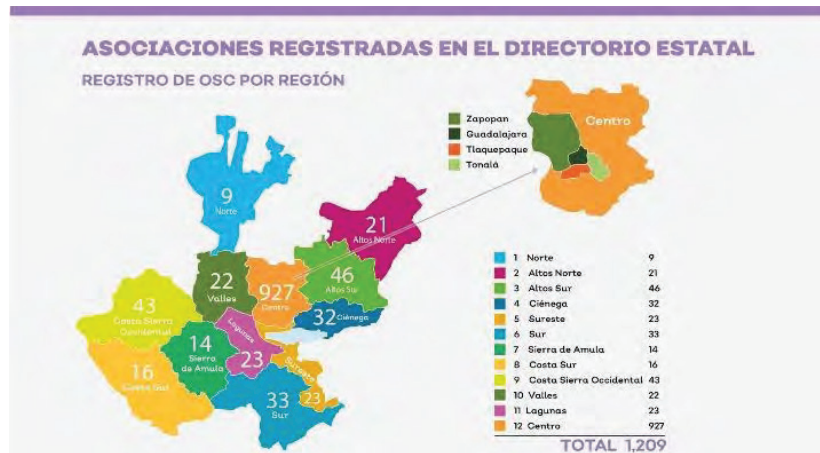 ASOCIACIONES REGISTRADAS EN EL DIRECTORIO ESTATAL
REGISTRO DE OSC POR REGIÓN
Zapopan
Guadalajara
Tlaquepaque
Tonalá
Centro
9
Norte
21
Altos Norte
22
Valles
927
Centro
46
Altos Sur
32 Ciénega
43
Costa Sierra
Occidental
Lagunas
23
14
Sierra
de Amula
Sureste
23
16
Costa Sur
33
Sur
1 Norte 9
2 Altos Norte 21
3 Altos Sur 46
4 Ciénega 32
5 Sureste 23
6 Sur 33
7 Sierra de Amula 14
8 Costa Sur 16
9 Costa Sierra Occidental 43
10 Valles 22
11 Lagunas 23
12 Centro 927
TOTAL 1,209